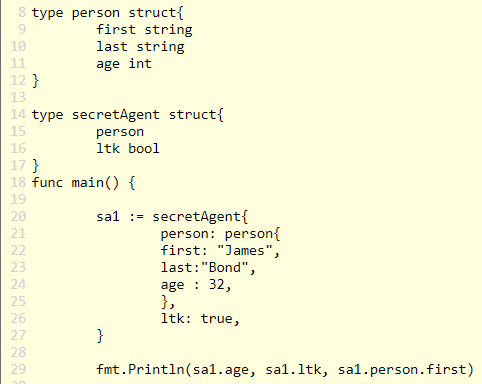 8 type person struct{
9         first string
10         last string
11         age int
12 }
13
14 type secretAgent struct{
15         person
16         ltk bool
17 }
18 func main() {
19
20         sa1 := secretAgent{
21                 person: person{
22                 first: "James",
23                 last:"Bond",
24                 age : 32,
25                 },
26                 ltk: true,
27         }
28
29         fmt.Println(sa1.age, sa1.ltk, sa1.person.first)